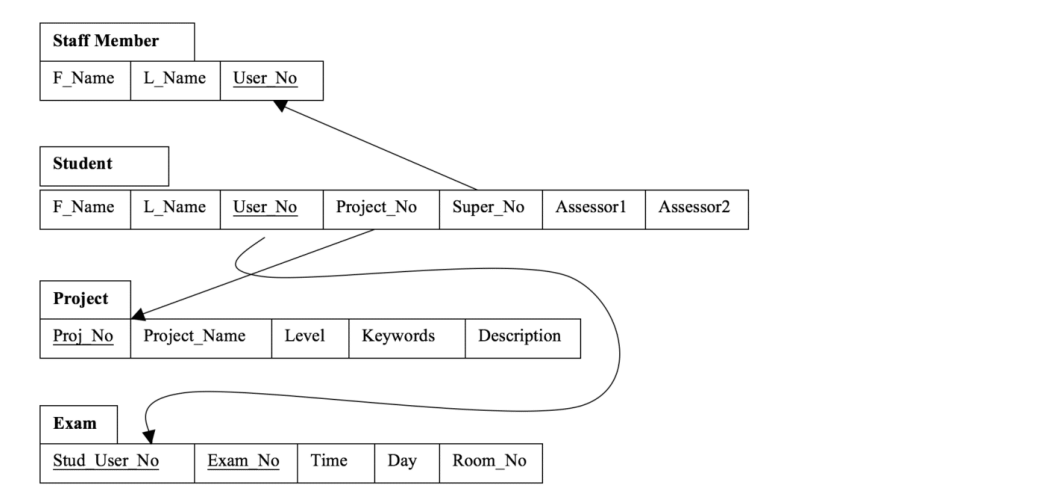 Staff Member
F_Name L_Name User_No
Student
F_Name L_Name User_No Project_No Super_No Assessor1 Assessor2
Project
Proj_No Project_Name Level Keywords Description
Exam
Stud_User_No Exam_No Time Day Room_No